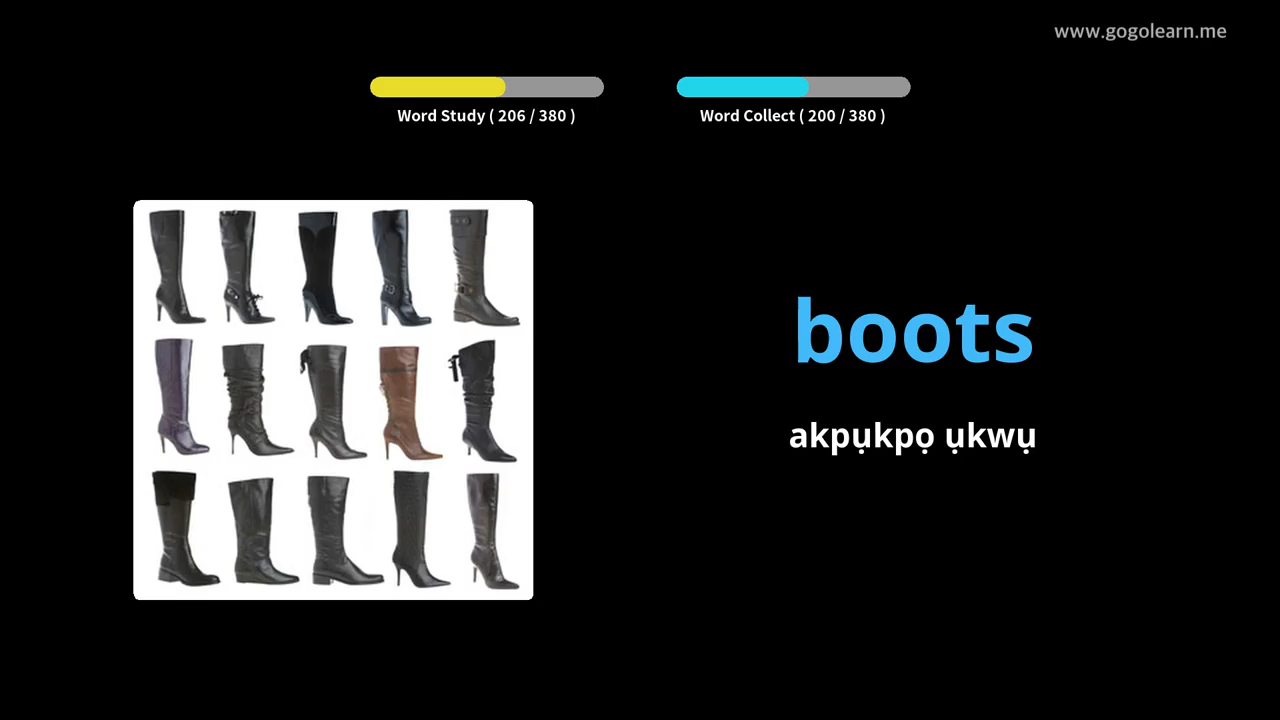 www.gogolearn.me
Word Study ( 206 / 380 )
Word Collect ( 200 / 380 )
boots
akpụkpọ ụkwụ